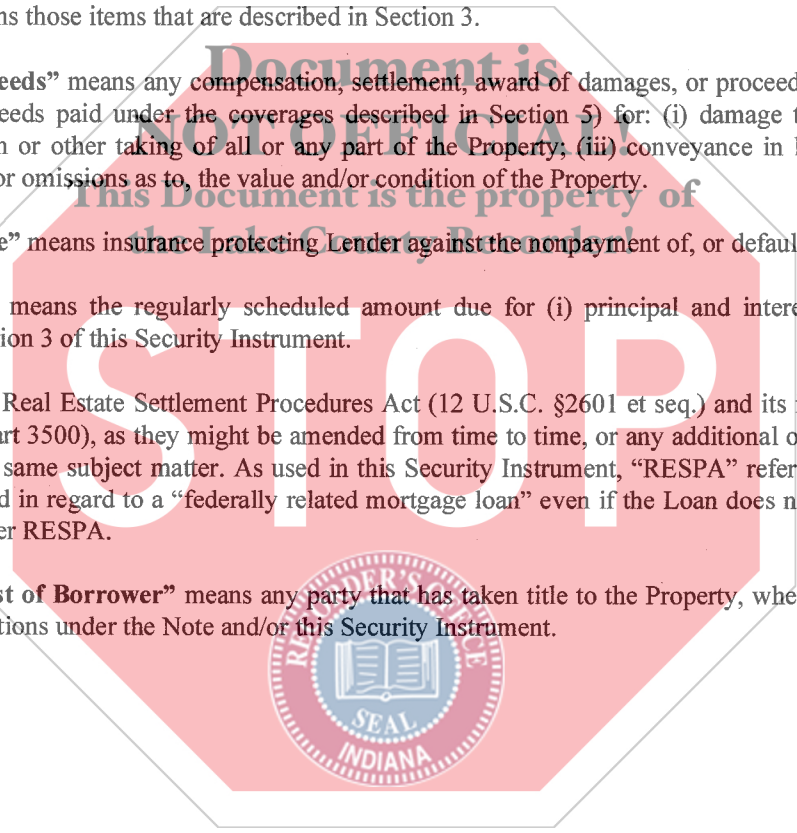 ns those items that are described in Section 3.
Document is
eeds” means any compensation, settlement, award of damages, or proceed
eeds paid under the coverages described in Section 5) for: (i) damage t
NOT OFFICIAL!
n or other taking of all or any part of the Property; (iii) conveyance in l
or omissions as to, the value and/or condition of the Property.
This Document is the property of
the Lake County Recorder!
e” means insurance protecting Lender against the nonpayment of, or defaul
means the regularly scheduled amount due for (i) principal and intere
ion 3 of this Security Instrument.
STOP
Real Estate Settlement Procedures Act (12 U.S.C. §2601 et seq.) and its
art 3500), as they might be amended from time to time, or any additional o
same subject matter. As used in this Security Instrument, “RESPA” refer
d in regard to a “federally related mortgage loan” even if the Loan does n
er RESPA.
st of Borrower” means any party that has taken title to the Property, whe
tions under the Note and/or this Security Instrument.
RECORDER'S OFFICE
SEAL
INDIANA